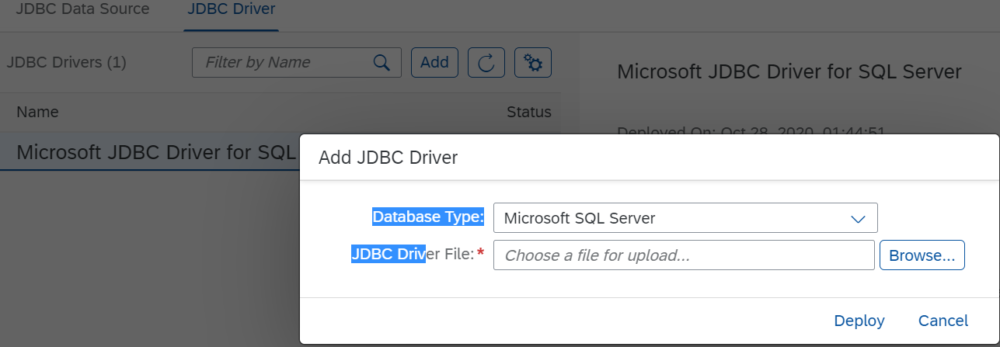 JDBC Data Source JDBC Driver
JDBC Drivers (1) Filter by Name Add
Microsoft JDBC Driver for SQL Server
Name Status
Deployed On: Oct 28, 2020, 01:44:51
Microsoft JDBC Driver for SQL
Add JDBC Driver
Database Type: Microsoft SQL Server
JDBC Driver File:* Choose a file for upload... Browse...
Deploy Cancel